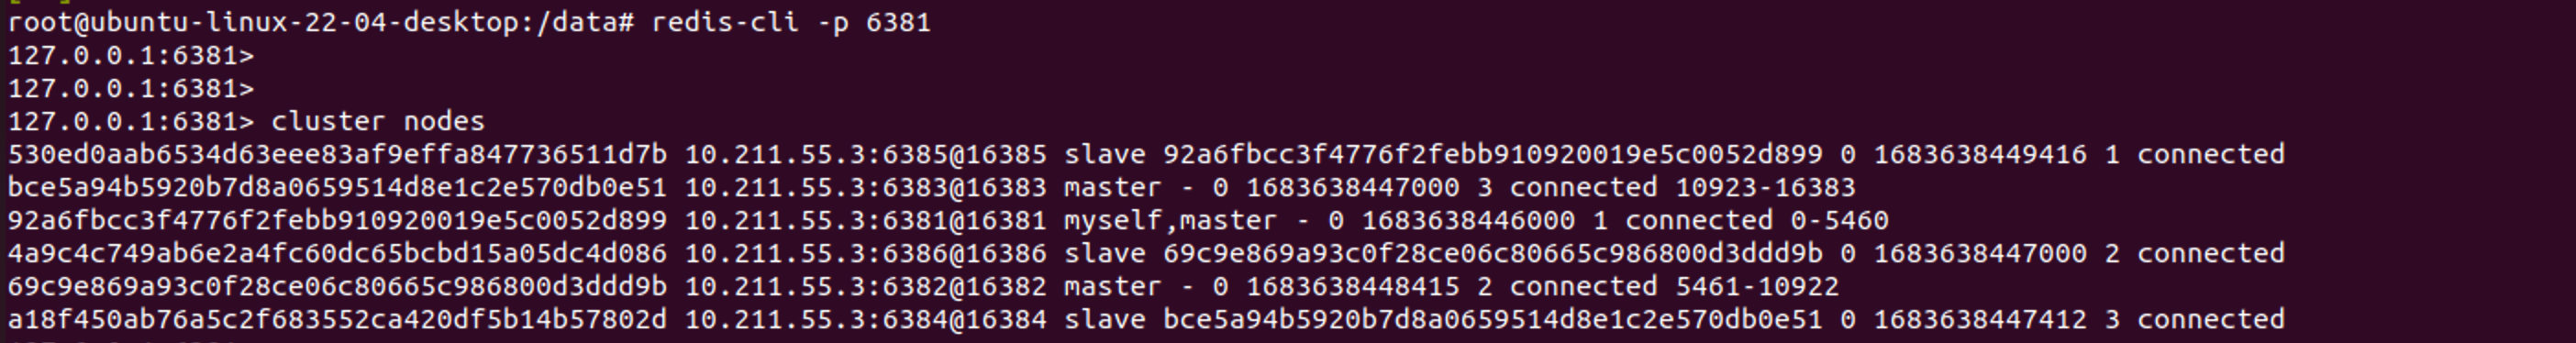 root@ubuntu-linux-22-04-desktop:/data# redis-cli -p 6381
127.0.0.1:6381>
127.0.0.1:6381>
127.0.0.1:6381> cluster nodes
530ed0aab6534d63eee83af9effa847736511d7b 10.211.55.3:6385@16385 slave 92a6fbcc3f4776f2febb910920019e5c0052d899 0 1683638449416 1 connected
bce5a94b5920b7d8a0659514d8e1c2e570db0e51 10.211.55.3:6383@16383 master - 0 1683638447000 3 connected 10923-16383
92a6fbcc3f4776f2febb910920019e5c0052d899 10.211.55.3:6381@16381 myself,master - 0 1683638446000 1 connected 0-5460
4a9c4c749ab6e2a4fc60dc65bcbd15a05dc4d086 10.211.55.3:6386@16386 slave 69c9e869a93c0f28ce06c80665c986800d3ddd9b 0 1683638447000 2 connected
69c9e869a93c0f28ce06c80665c986800d3ddd9b 10.211.55.3:6382@16382 master - 0 1683638448415 2 connected 5461-10922
a18f450ab76a5c2f683552ca420df5b14b57802d 10.211.55.3:6384@16384 slave bce5a94b5920b7d8a0659514d8e1c2e570db0e51 0 1683638447412 3 connected